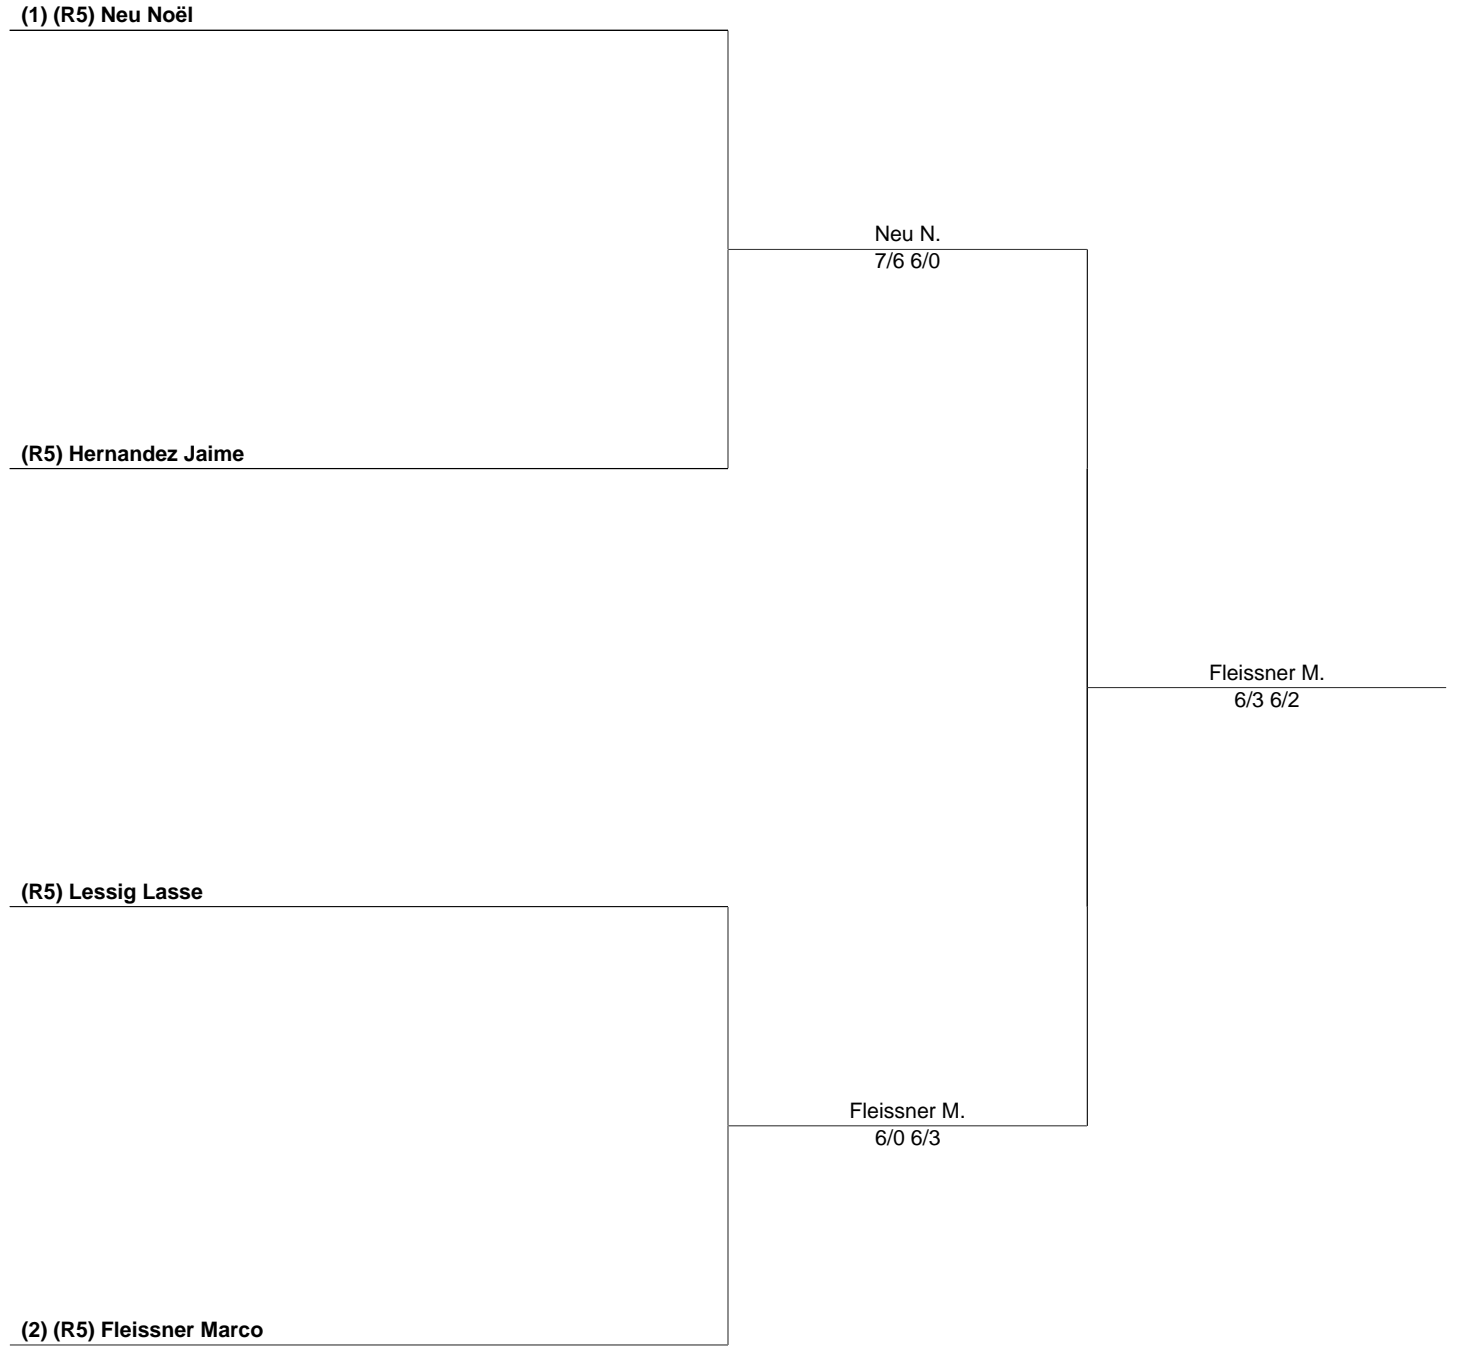 (1) (R5) Neu Noël
Neu N.
7/6 6/0
(R5) Hernandez Jaime
Fleissner M.
6/3 6/2
(R5) Lessig Lasse
Fleissner M.
6/0 6/3
(2) (R5) Fleissner Marco